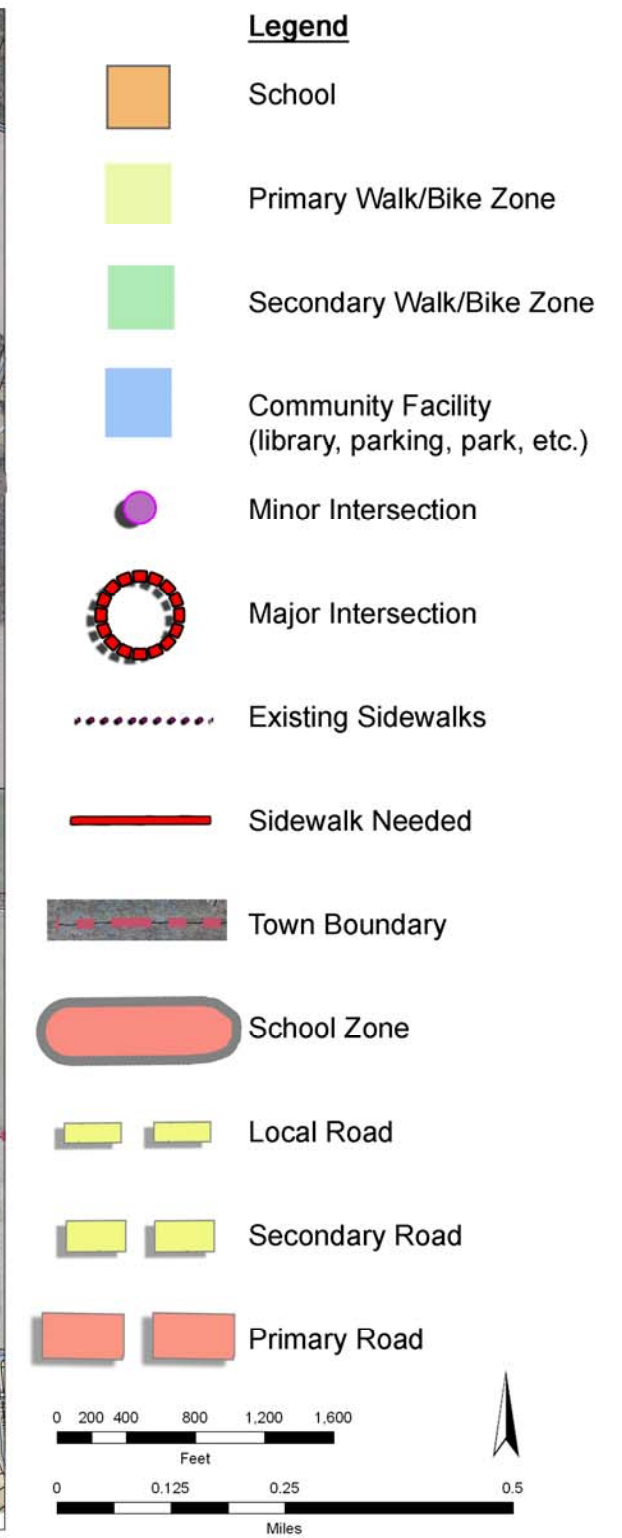 Legend
School
Primary Walk/Bike Zone
Secondary Walk/Bike Zone
Community Facility
(library, parking, park, etc.)
Minor Intersection
Major Intersection
Existing Sidewalks
Sidewalk Needed
Town Boundary
School Zone
Local Road
Secondary Road
Primary Road
0 200 400 800 1,200 1,600
Feet
0 0.125 0.25 0.5
Miles